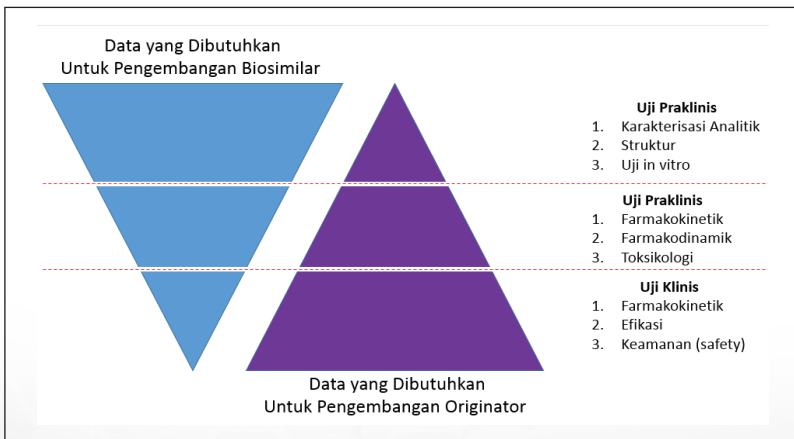 Data yang Dibutuhkan
Untuk Pengembangan Biosimilar
Uji Praklinis
1. Karakterisasi Analitik
2. Struktur
3. Uji in vitro
Uji Praklinis
1. Farmakokinetik
2. Farmakodinamik
3. Toksikologi
Uji Klinis
1. Farmakokinetik
2. Efikasi
3. Keamanan (safety)
Data yang Dibutuhkan
Untuk Pengembangan Originator